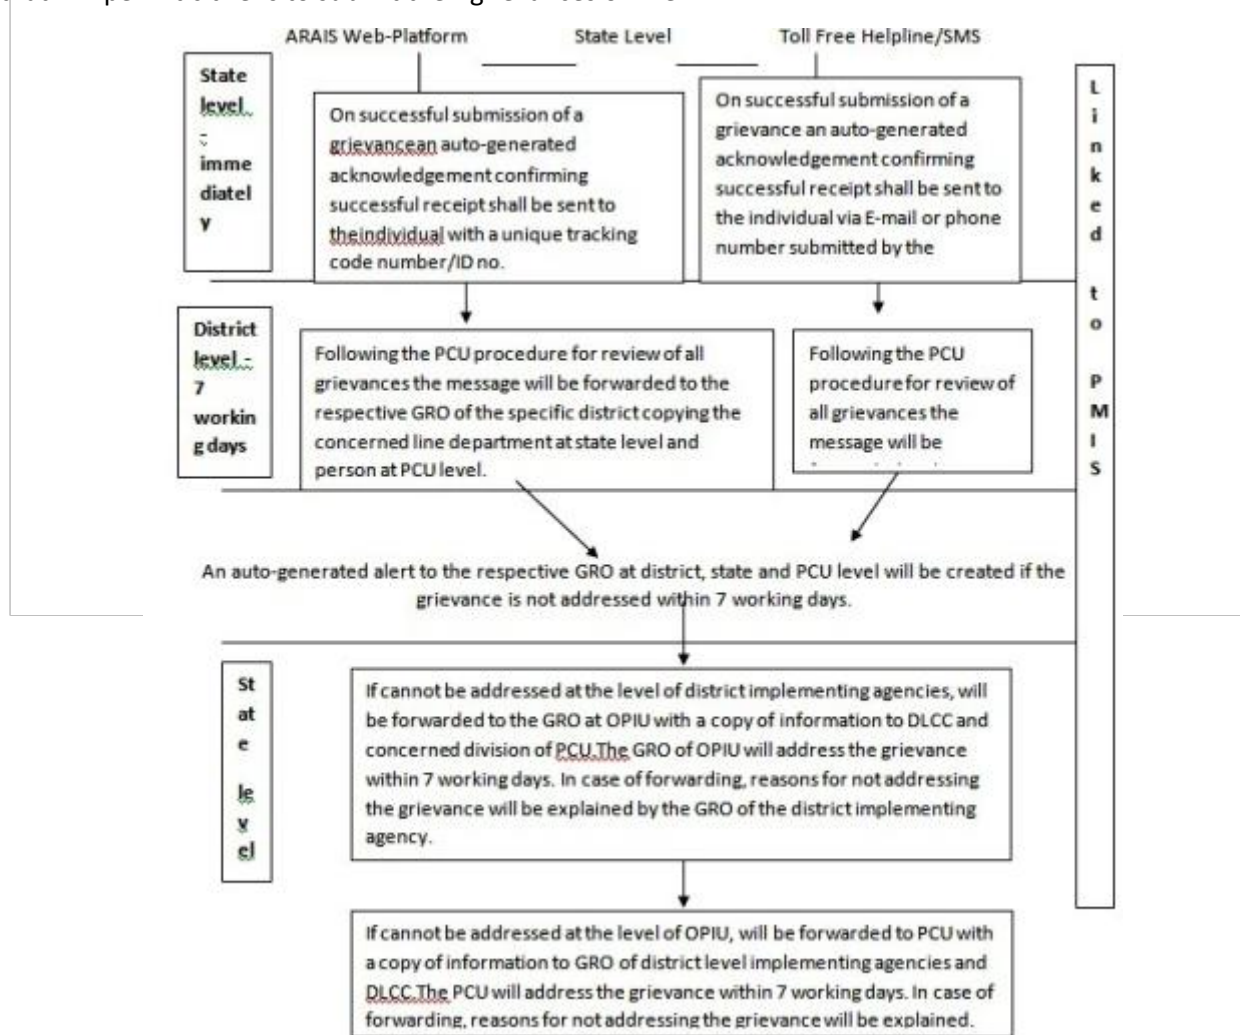 ARAIS Web-Platform State Level Toll Free Helpline/SMS
State
level -
-
imme
diatel
y
On successful submission of a
grievancean auto-generated
acknowledgement confirming
successful receipt shall be sent to
theindividual with a unique tracking
code number/ID no.
On successful submission of a
grievance an auto-generated
acknowledgement confirming
successful receipt shall be sent to
the individual via E-mail or phone
number submitted by the
Linked to PMIS
District
level -
7
workin
g days
Following the PCU procedure for review of all
grievances the message will be forwarded to the
respective GRO of the specific district copying the
concerned line department at state level and
person at PCU level.
Following the PCU
procedure for review of
all grievances the
message will be
An auto-generated alert to the respective GRO at district, state and PCU level will be created if the
grievance is not addressed within 7 working days.
St
at
e
le
v
el
If cannot be addressed at the level of district implementing agencies, will
be forwarded to the GRO at OPIU with a copy of information to DLCC and
concerned division of PCU.The GRO of OPIU will address the grievance
within 7 working days. In case of forwarding, reasons for not addressing
the grievance will be explained by the GRO of the district implementing
agency.
If cannot be addressed at the level of OPIU, will be forwarded to PCU with
a copy of information to GRO of district level implementing agencies and
DLCC.The PCU will address the grievance within 7 working days. In case of
forwarding, reasons for not addressing the grievance will be explained.